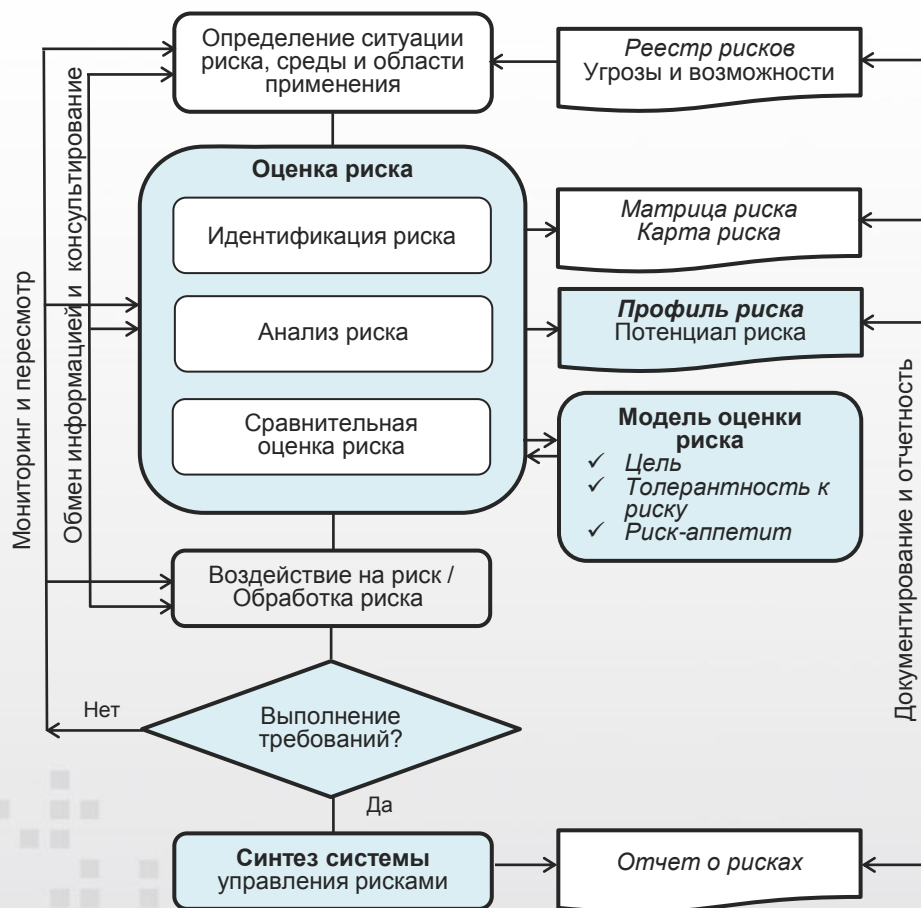 Определение ситуации
риска, среды и области
применения
Реестр рисков
Угрозы и возможности
Оценка риска
Идентификация риска
Анализ риска
Сравнительная
оценка риска
Матрица риска
Карта риска
Профиль риска
Потенциал риска
Модель оценки
риска
✓ Цель
✓ Толерантность к
риску
✓ Риск-аппетит
Мониторинг и пересмотр
Обмен информацией и консультирование
Документирование и отчетность
Воздействие на риск /
Обработка риска
Выполнение
требований?
Нет
Да
Синтез системы
управления рисками
Отчет о рисках